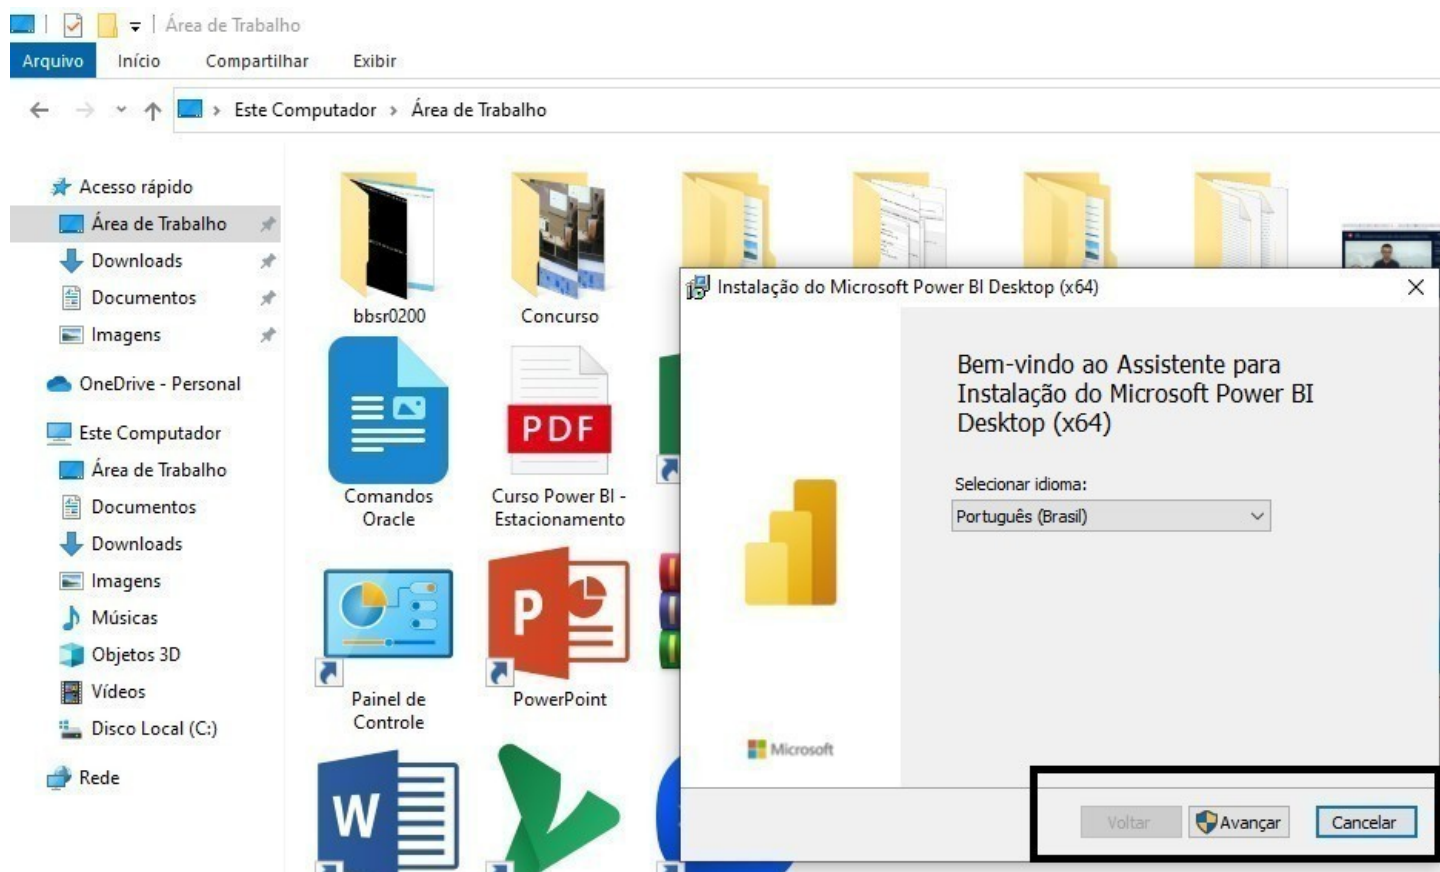 Área de Trabalho
Arquivo Início Compartilhar Exibir
Este Computador > Área de Trabalho
Acesso rápido
Área de Trabalho
Downloads
Documentos
Imagens
OneDrive - Personal
Este Computador
Área de Trabalho
Documentos
Downloads
Imagens
Músicas
Objetos 3D
Vídeos
Disco Local (C:)
Rede
bbsr0200
Concurso
Comandos
Oracle
PDF
Curso Power BI -
Estacionamento
Painel de
Controle
P
PowerPoint
W
Instalação do Microsoft Power BI Desktop (x64)
Bem-vindo ao Assistente para
Instalação do Microsoft Power BI
Desktop (x64)
Selecionar idioma:
Português (Brasil)
Microsoft
Voltar Avançar Cancelar